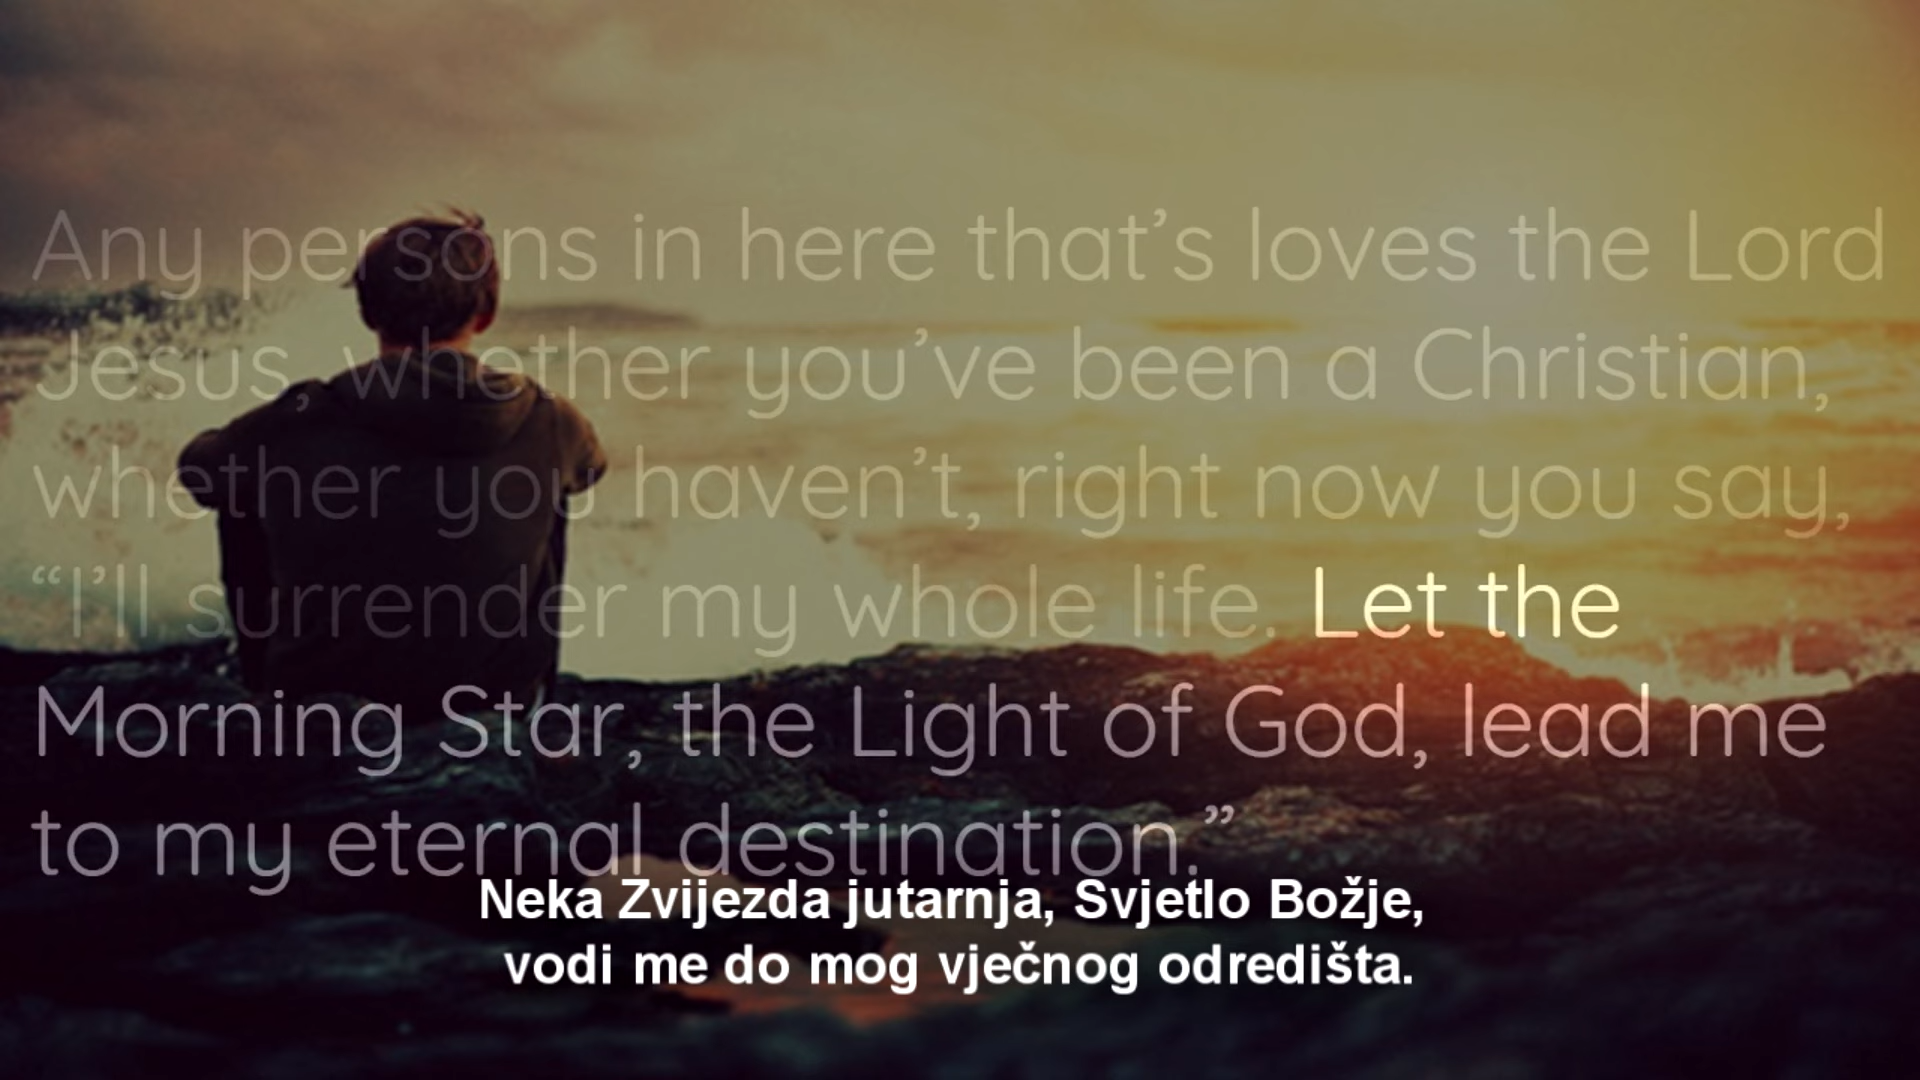 Any persons in here that’s loves the Lord
Jesus, whether you’ve been a Christian,
whether you haven’t, right now you say,
“I’ll surrender my whole life. Let the
Morning Star, the Light of God, lead me
to my eternal destination.”
Neka Zvijezda jutarnja, Svjetlo Božje,
vodi me do mog vječnog odredišta.